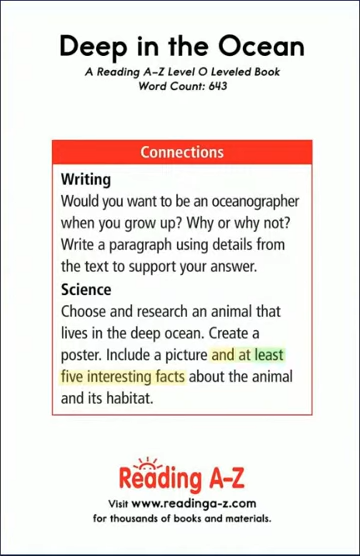 Deep in the Ocean
A Reading A–Z Level O Leveled Book
Word Count: 643
Connections
Writing
Would you want to be an oceanographer
when you grow up? Why or why not?
Write a paragraph using details from
the text to support your answer.
Science
Choose and research an animal that
lives in the deep ocean. Create a
poster. Include a picture and at least
five interesting facts about the animal
and its habitat.
Reading A–Z
Visit www.readinga-z.com
for thousands of books and materials.